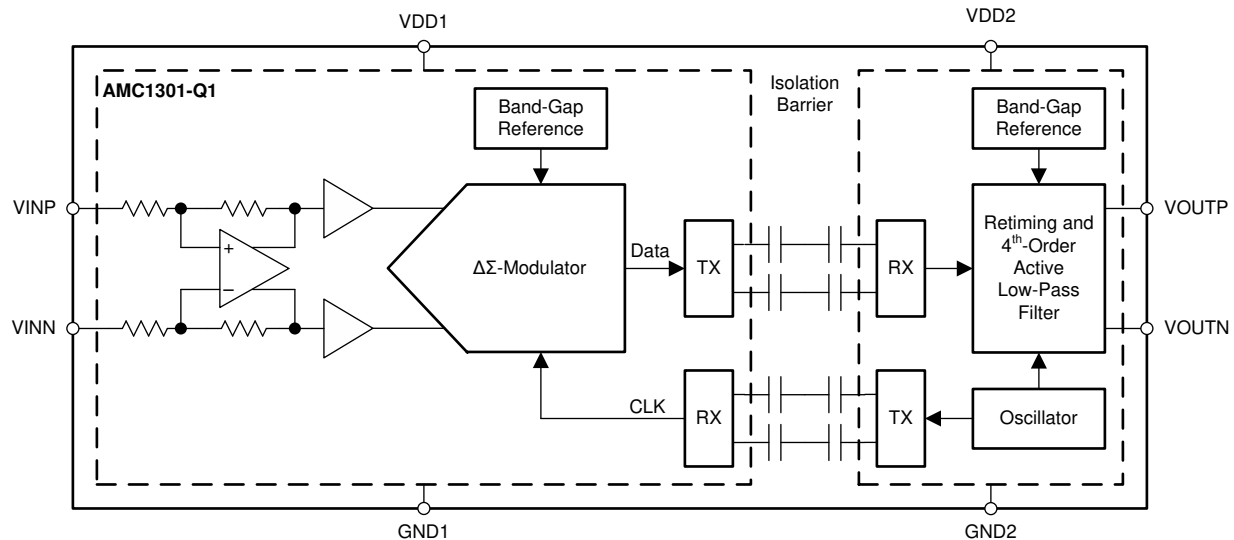 VDD1
VDD2
AMC1301-Q1
Isolation
Barrier
Band-Gap
Reference
Band-Gap
Reference
VINP
VINN
+
−
ΔΣ-Modulator
Data
TX
RX
Retiming and
4th-Order
Active
Low-Pass
Filter
VOUTP
VOUTN
CLK
RX
TX
Oscillator
GND1
GND2